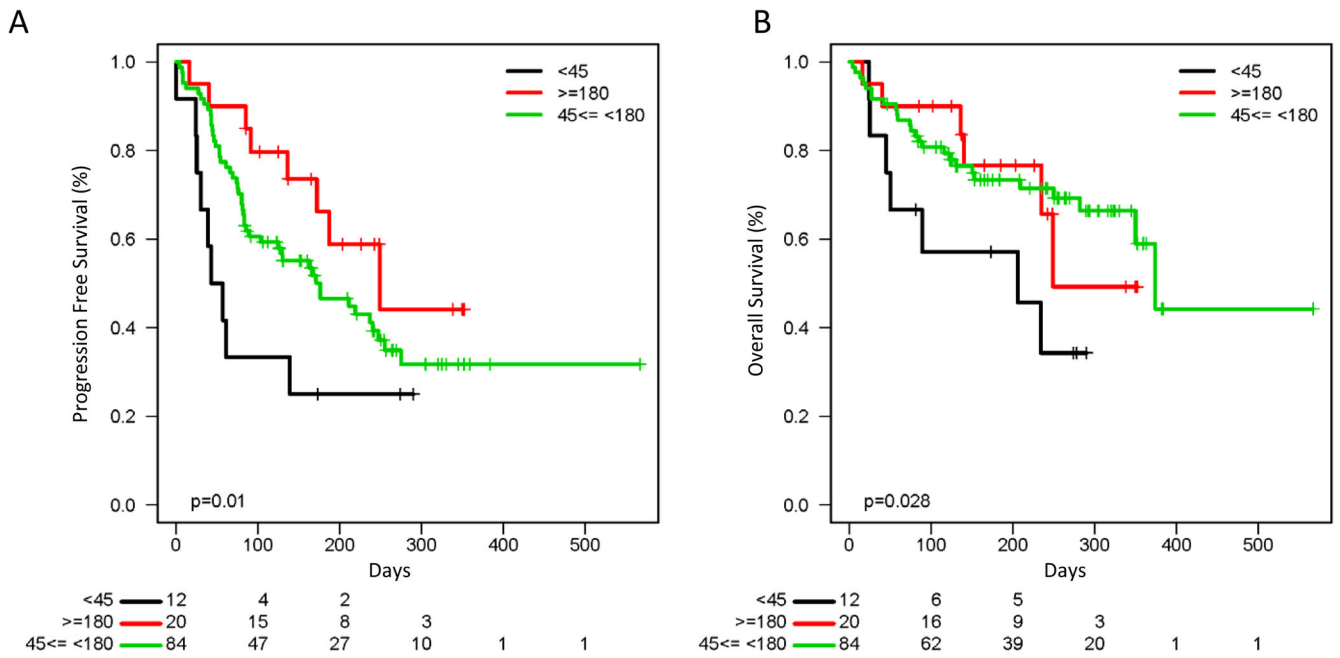 A
Progression Free Survival (%)
1.0
0.8
0.6
0.4
0.2
0.0
<45
>=180
45<= <180
p=0.01
0 100 200 300 400 500
Days
<45 12 4 2
>=180 20 15 8 3
45<= <180 84 47 27 10 1 1
B
Overall Survival (%)
1.0
0.8
0.6
0.4
0.2
0.0
<45
>=180
45<= <180
p=0.028
0 100 200 300 400 500
Days
<45 12 6 5
>=180 20 16 9 3
45<= <180 84 62 39 20 1 1